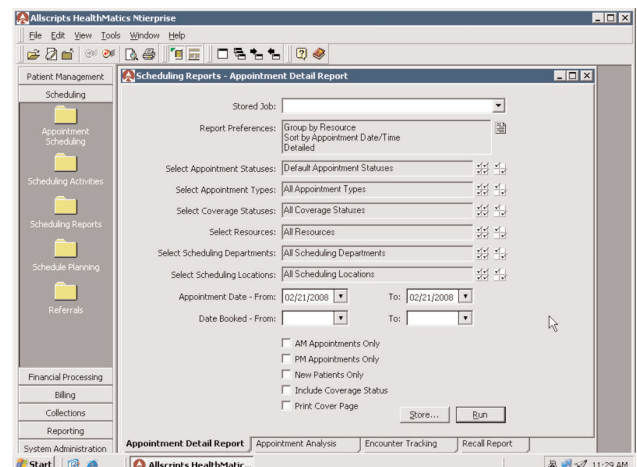 Allscripts HealthMatics Ntierprise
File Edit View Tools Window Help
Patient Management
Scheduling
Appointment
Scheduling
Scheduling Activities
Scheduling Reports
Schedule Planning
Referrals
Financial Processing
Billing
Collections
Reporting
System Administration
Scheduling Reports - Appointment Detail Report
Stored Job:
Report Preferences: Group by Resource
Sort by Appointment Date/Time
Detailed
Select Appointment Statuses: Default Appointment Statuses
Select Appointment Types: All Appointment Types
Select Coverage Statuses: All Coverage Statuses
Select Resources: All Resources
Select Scheduling Departments: All Scheduling Departments
Select Scheduling Locations: All Scheduling Locations
Appointment Date - From: 02/21/2008 To: 02/21/2008
Date Booked - From: To:
AM Appointments Only
PM Appointments Only
New Patients Only
Include Coverage Status
Print Cover Page
Store... Run
Appointment Detail Report Appointment Analysis Encounter Tracking Recall Report
Start Allscripts HealthMatic... 11:29 AM